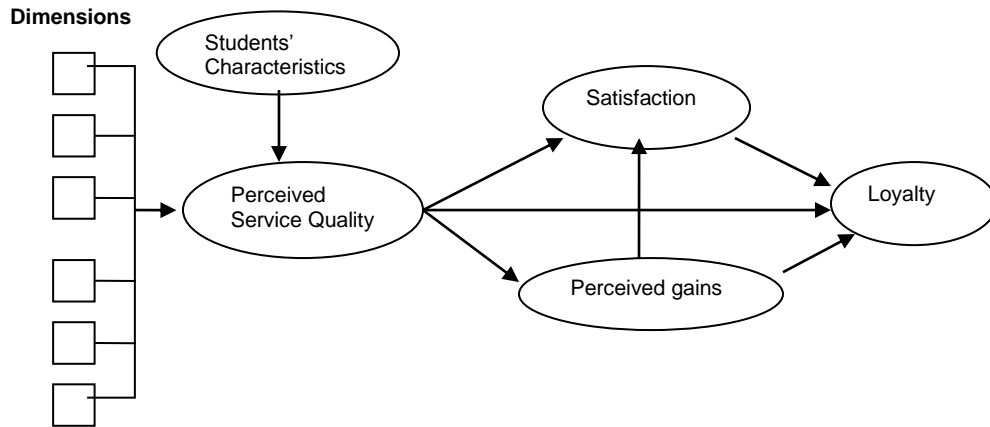 Dimensions
Students’
Characteristics
Satisfaction
Perceived
Service Quality
Loyalty
Perceived gains